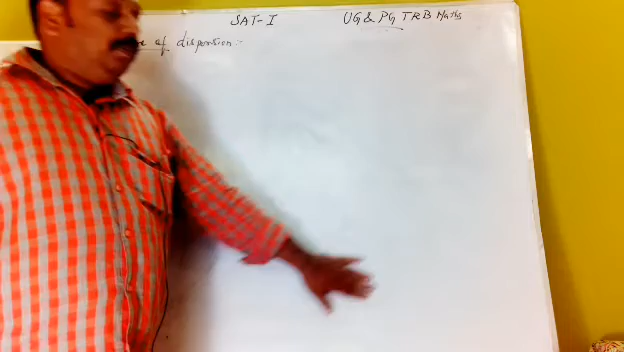 SAT-I
UG & PG TRB Maths
of dispersion :-